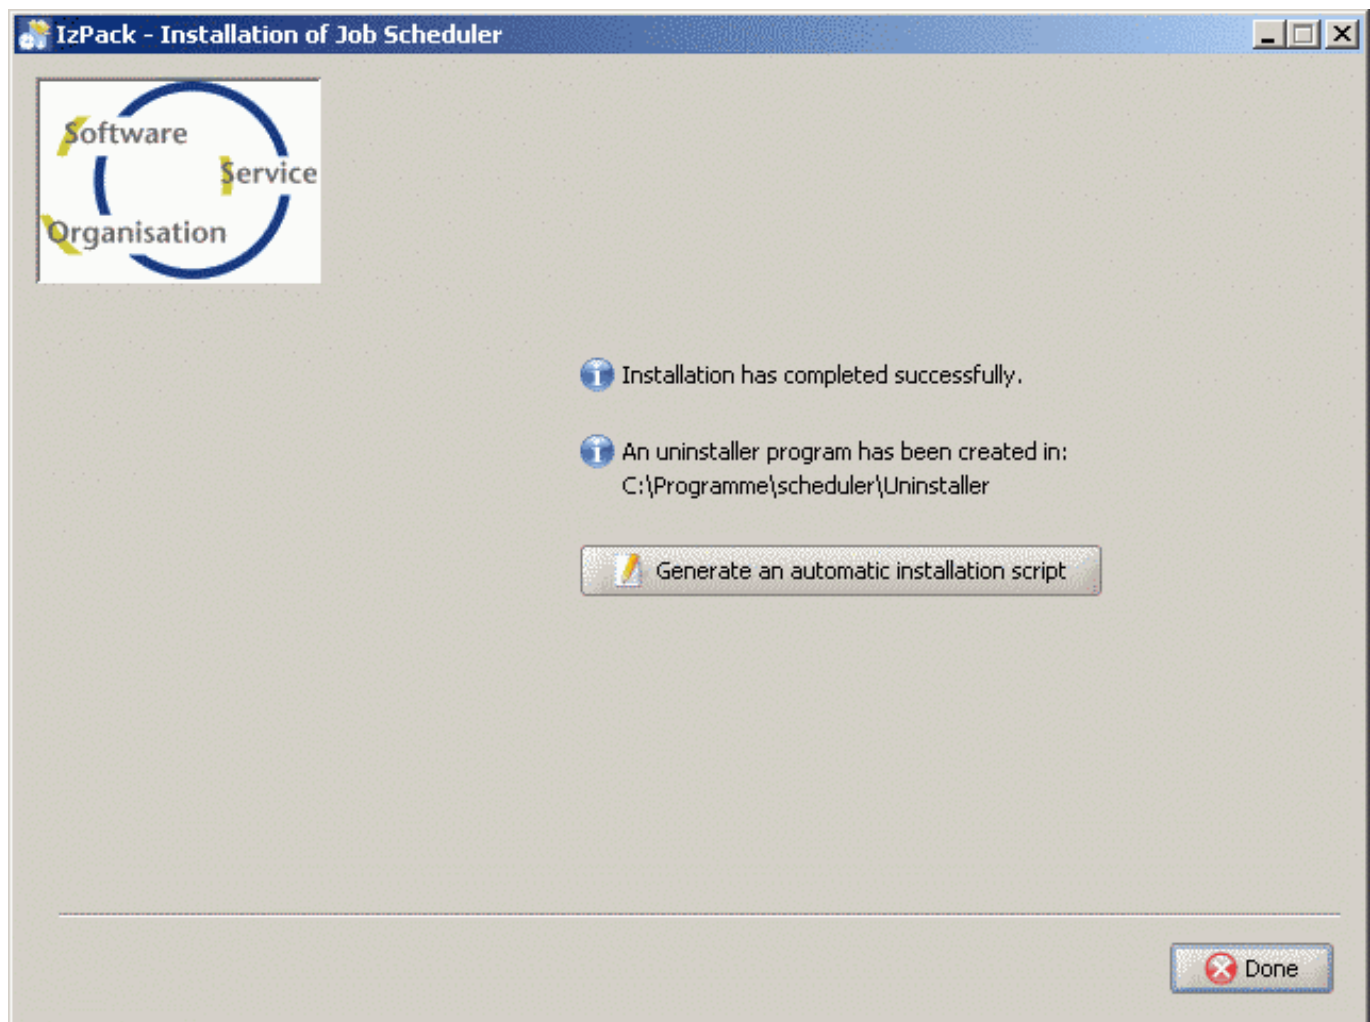 IzPack - Installation of Job Scheduler
Software
Service
Organisation
Installation has completed successfully.
An uninstaller program has been created in:
C:\Programme\scheduler\Uninstaller
Generate an automatic installation script
Done